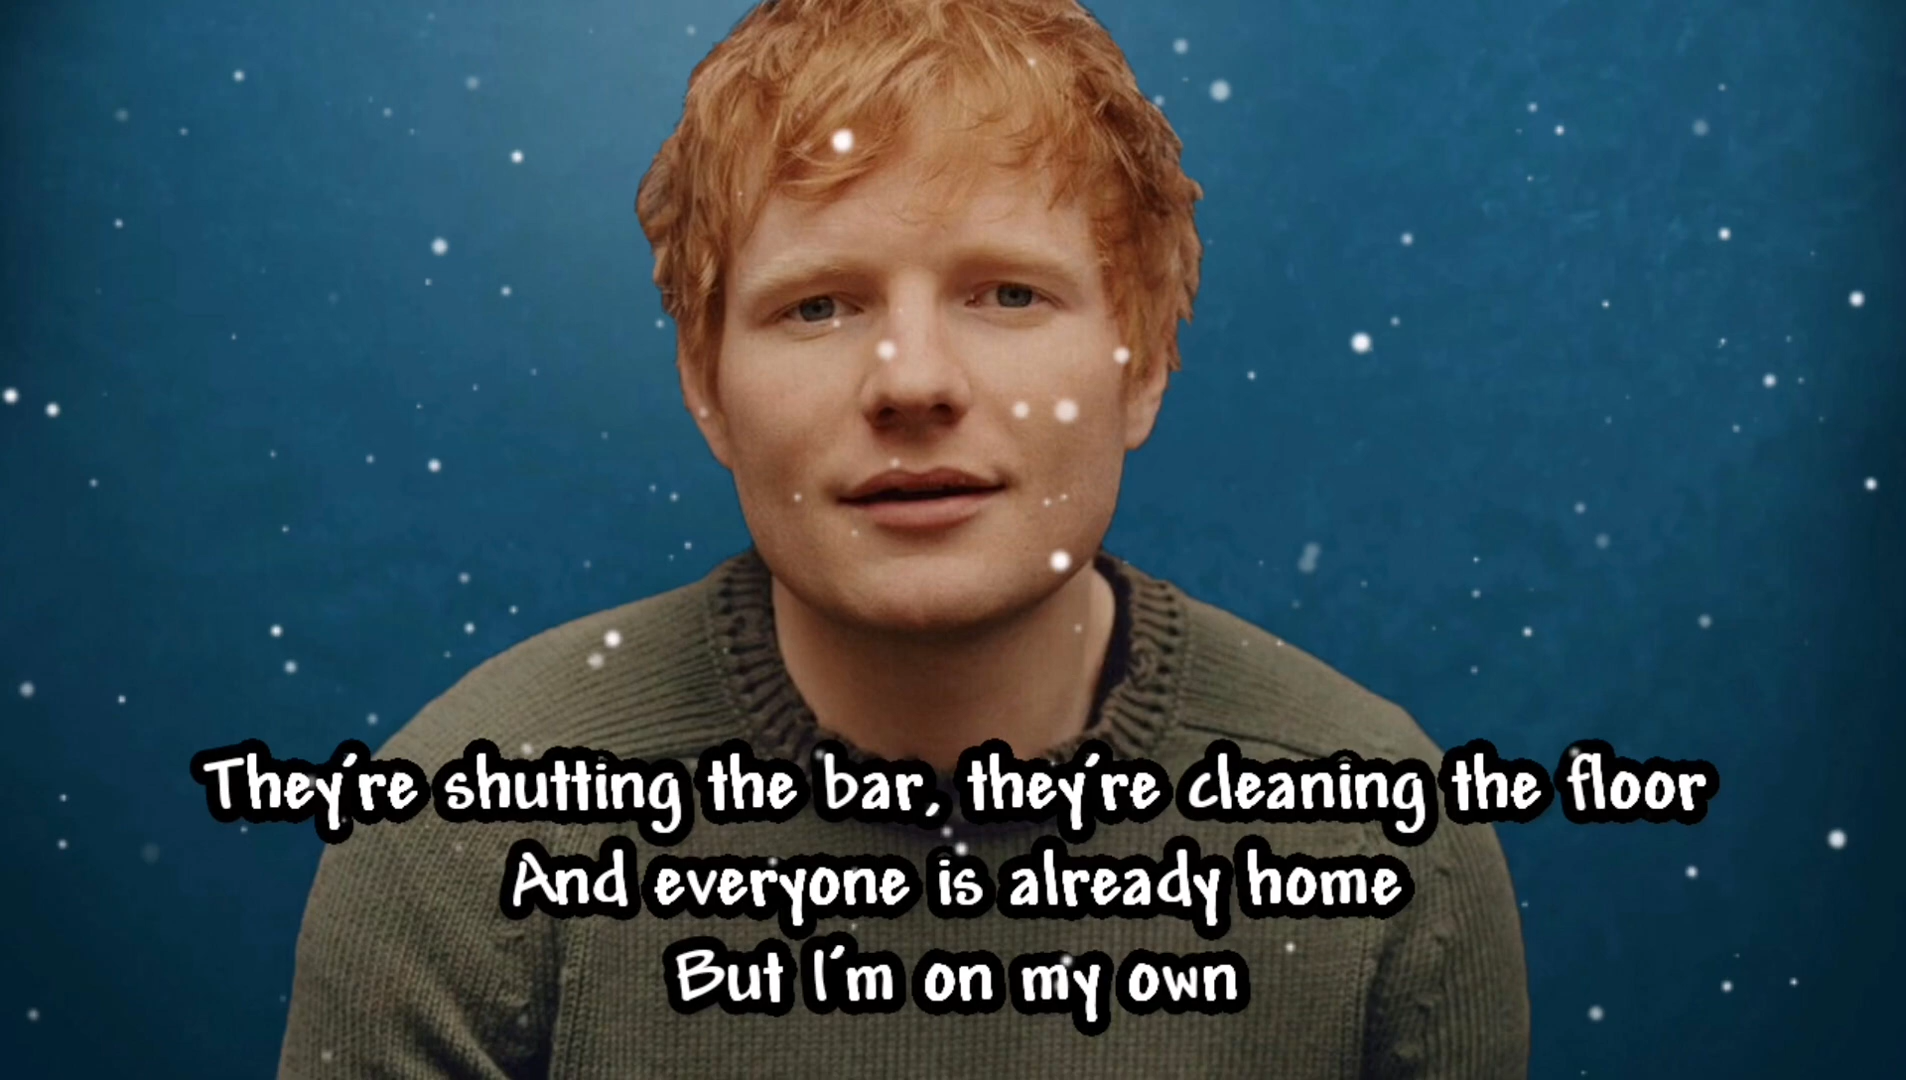 They're shutting the bar, they're cleaning the floor
And everyone is already home
But I'm on my own